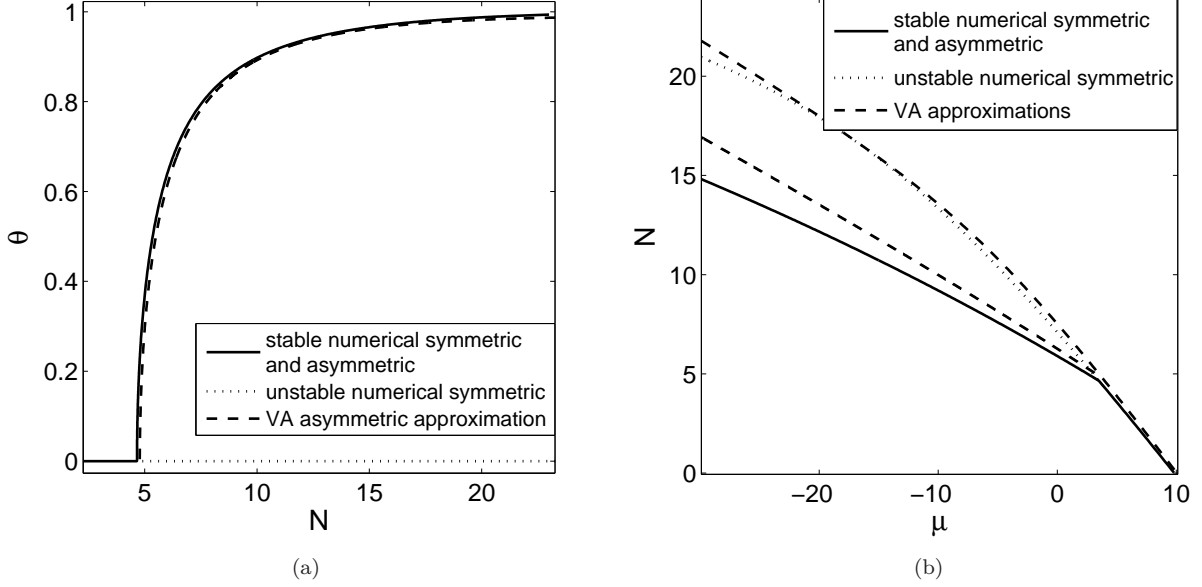 1
0.8
0.6
0.4
0.2
0
θ
5
10
15
20
N
stable numerical symmetric
and asymmetric
unstable numerical symmetric
VA asymmetric approximation
(a)
20
15
10
5
0
N
−20
−10
0
10
μ
stable numerical symmetric
and asymmetric
unstable numerical symmetric
VA approximations
(b)